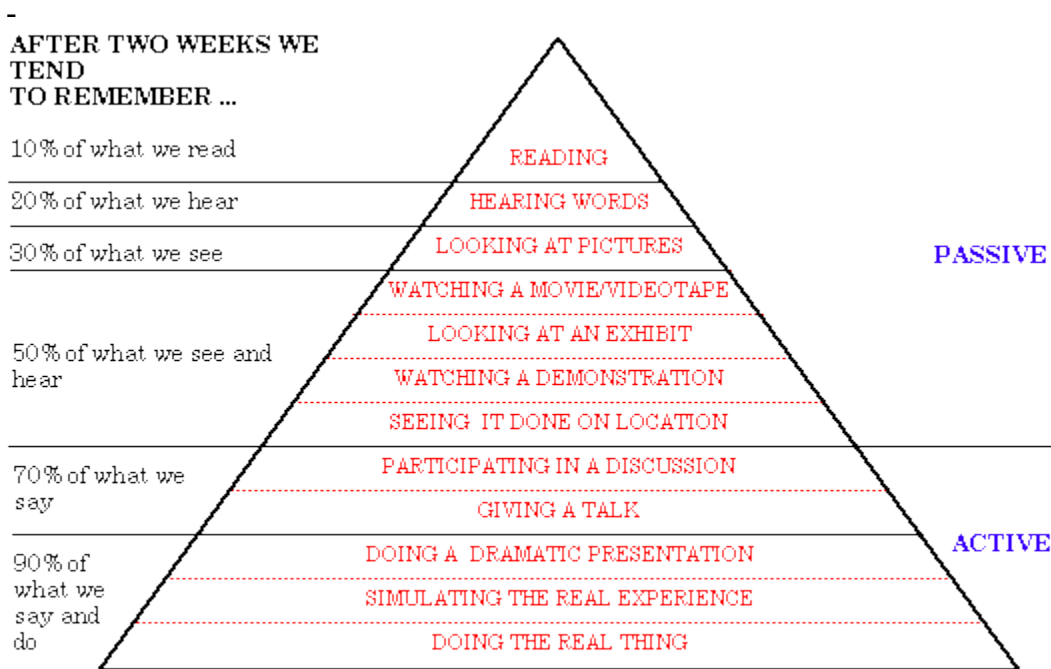 -
AFTER TWO WEEKS WE
TEND
TO REMEMBER ...
10% of what we read
READING
20% of what we hear
HEARING WORDS
30% of what we see
LOOKING AT PICTURES
PASSIVE
WATCHING A MOVIE/VIDEOTAPE
LOOKING AT AN EXHIBIT
50% of what we see and
hear
WATCHING A DEMONSTRATION
SEEING IT DONE ON LOCATION
70% of what we
say
PARTICIPATING IN A DISCUSSION
GIVING A TALK
ACTIVE
90% of
what we
say and
do
DOING A DRAMATIC PRESENTATION
SIMULATING THE REAL EXPERIENCE
DOING THE REAL THING